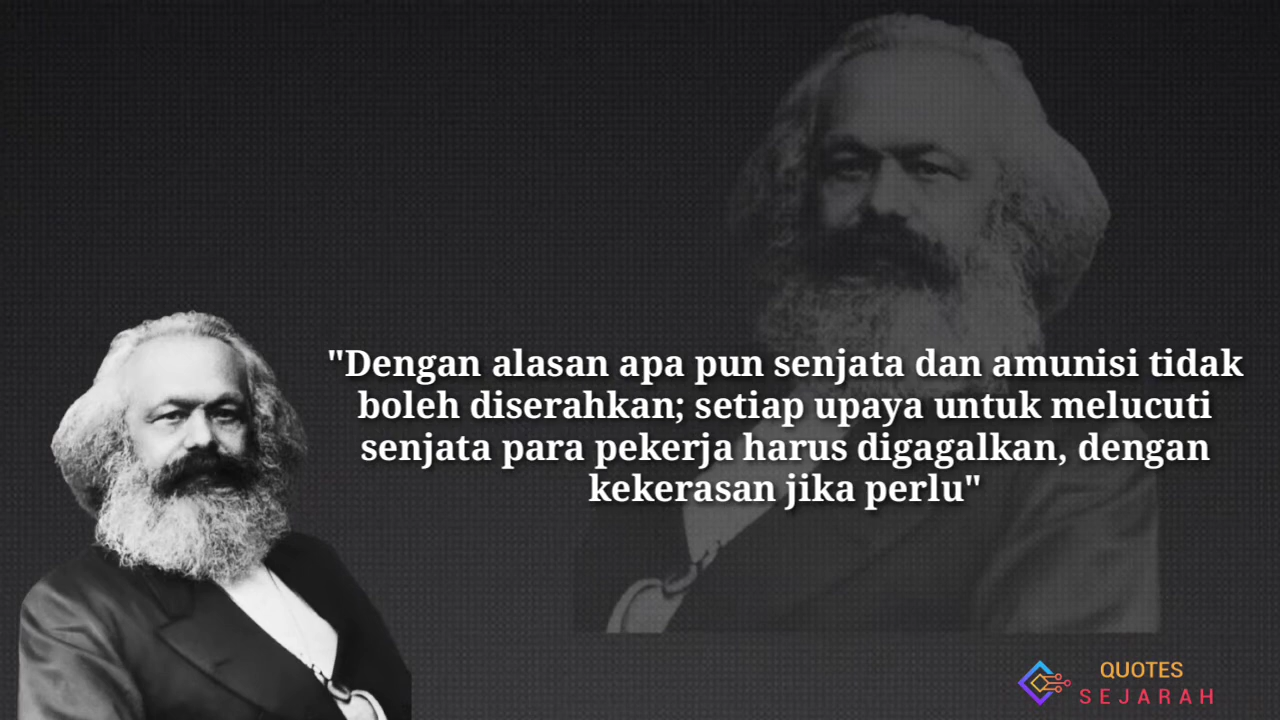 "Dengan alasan apa pun senjata dan amunisi tidak
boleh diserahkan; setiap upaya untuk melucuti
senjata para pekerja harus digagalkan, dengan
kekerasan jika perlu"
QUOTES
SEJARAH